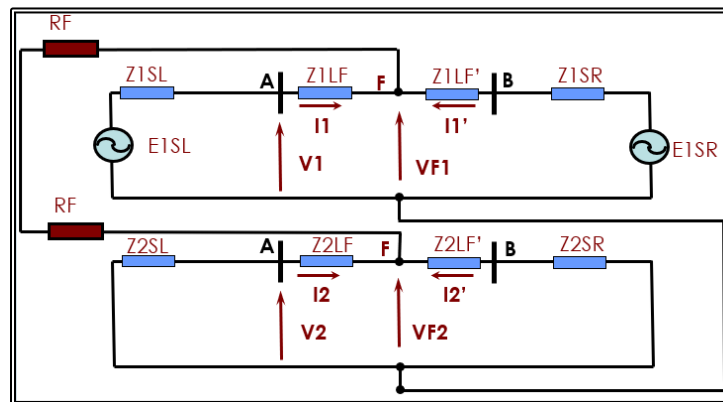 RF
Z1SL A Z1LF F Z1LF' B Z1SR
I1 I1'
E1SL V1 VF1 E1SR
RF
Z2SL A Z2LF F Z2LF' B Z2SR
I2 I2'
V2 VF2